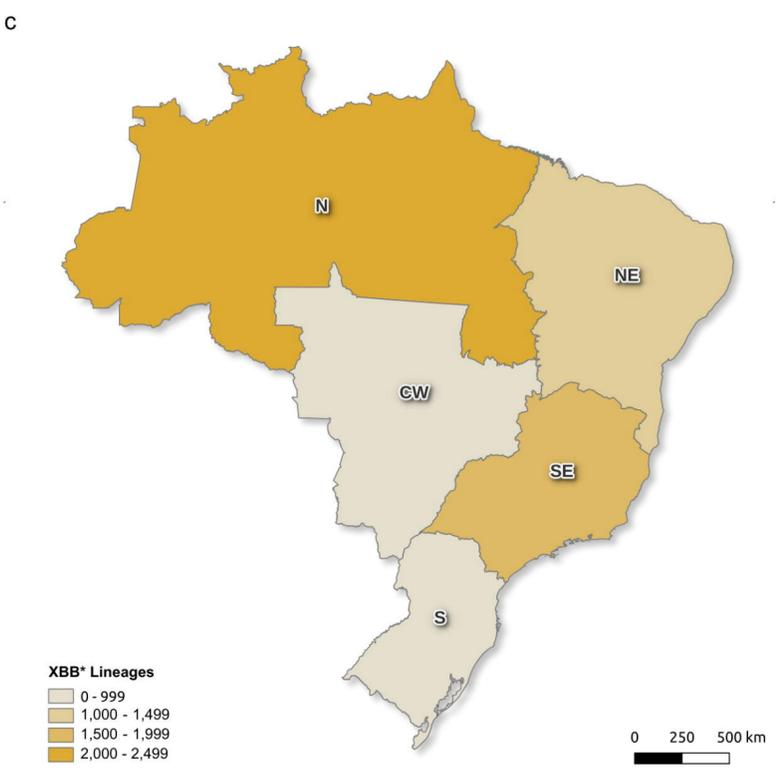 C
N
NE
CW
SE
S
XBB* Lineages
0 - 999
1,000 - 1,499
1,500 - 1,999
2,000 - 2,499
0 250 500 km